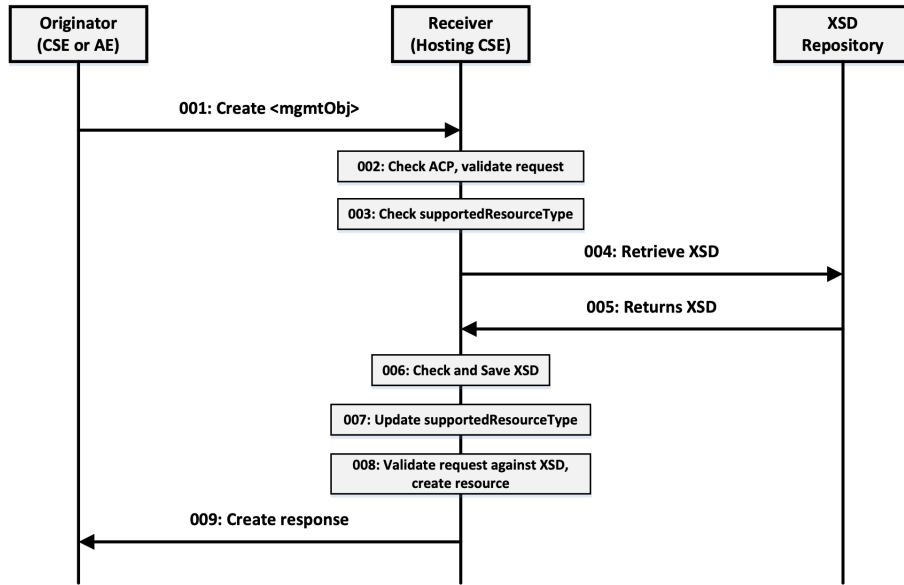 Originator
(CSE or AE)
Receiver
(Hosting CSE)
XSD
Repository
001: Create <mgmtObj>
002: Check ACP, validate request
003: Check supportedResourceType
004: Retrieve XSD
005: Returns XSD
006: Check and Save XSD
007: Update supportedResourceType
008: Validate request against XSD,
create resource
009: Create response